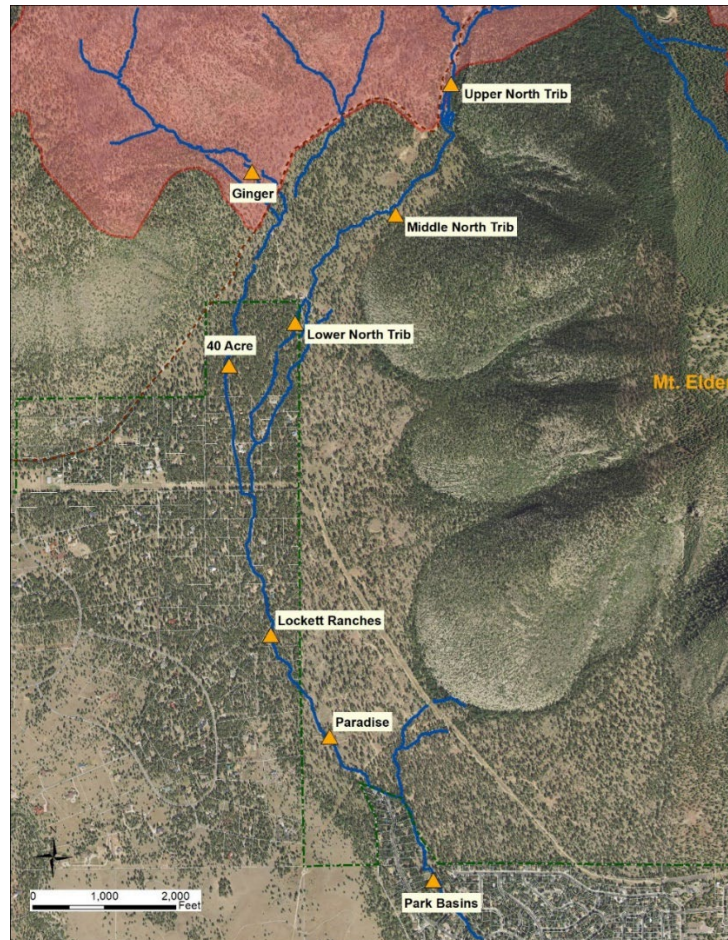 Upper North Trib
Ginger
Middle North Trib
Lower North Trib
40 Acre
Mt. Elden
Lockett Ranches
Paradise
Park Basins
0 1,000 2,000
Feet